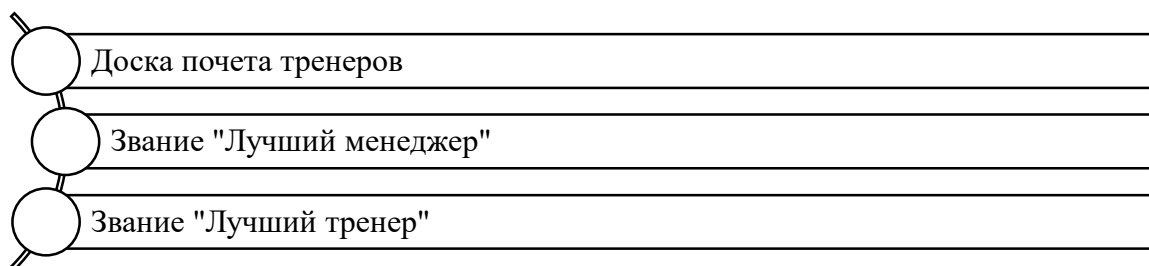 Доска почета тренеров
Звание "Лучший менеджер"
Звание "Лучший тренер"